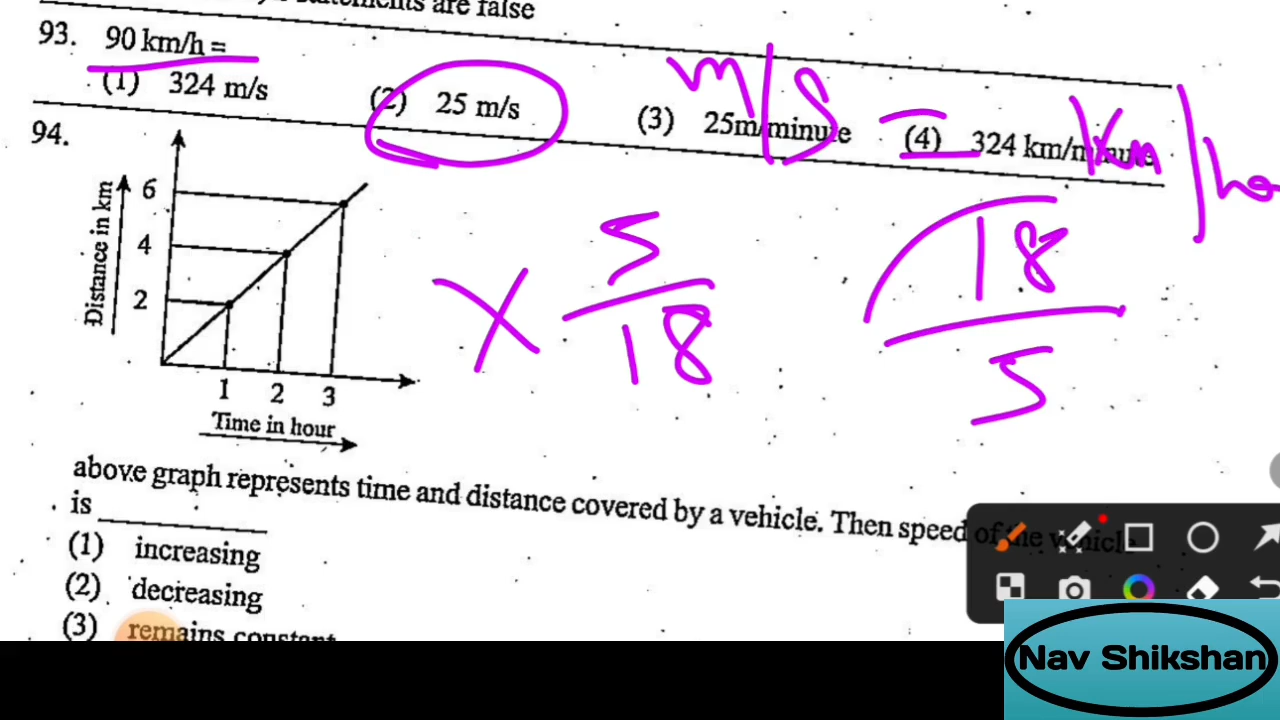 are false
93. 90 km/h =
(1) 324 m/s (2) 25 m/s (3) 25m/minute (4) 324 km/minute
m/s
km/ho
94.
Distance in km
6
4
2
1 2 3
Time in hour
× 5/18
18/5
above graph represents time and distance covered by a vehicle. Then speed of the vehicle
is
(1) increasing
(2) decreasing
(3) remains constant
Nav Shikshan